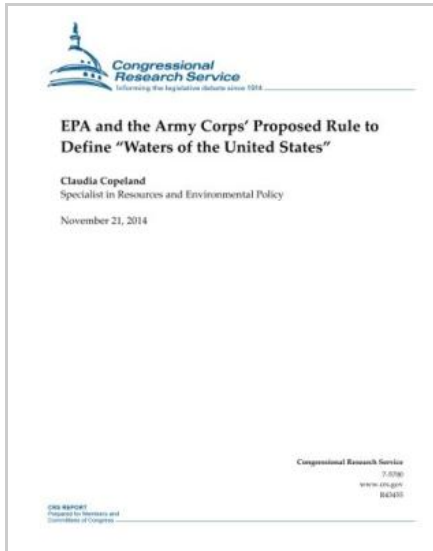 Congressional
Research Service
Informing the legislative debate since 1914
EPA and the Army Corps' Proposed Rule to
Define "Waters of the United States"
Claudia Copeland
Specialist in Resources and Environmental Policy
November 21, 2014
Congressional Research Service
7-5700
www.crs.gov
R43455
CRS REPORT
Prepared for Members and
Committees of Congress